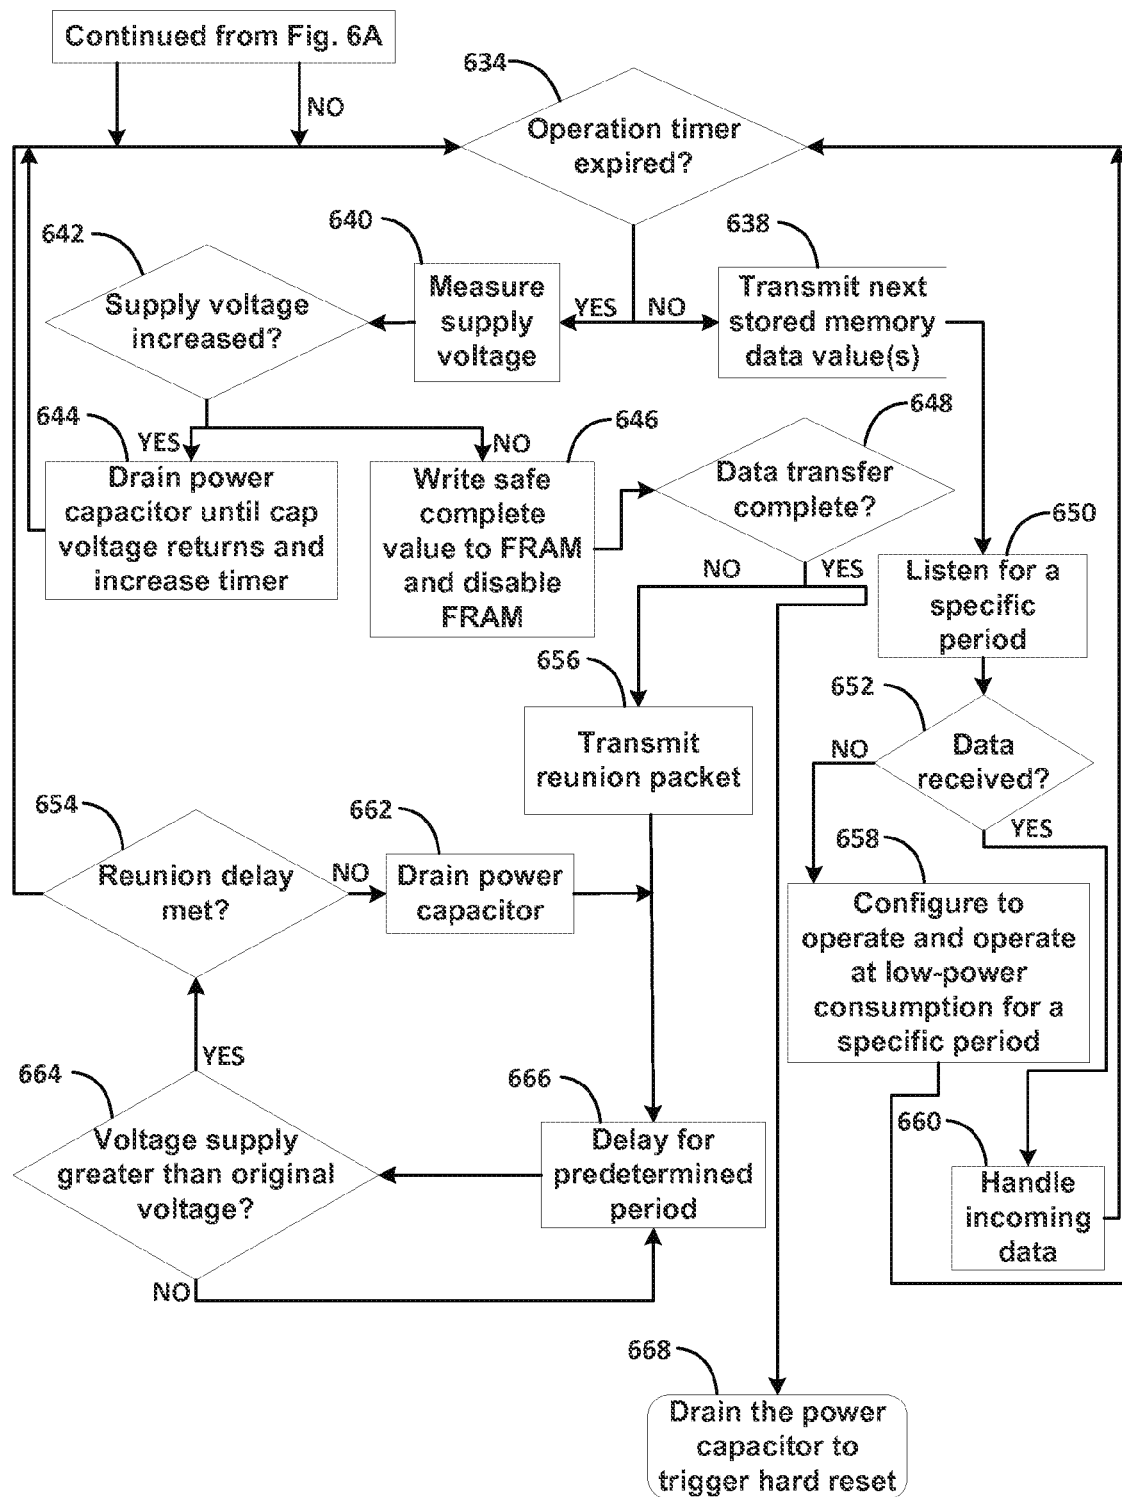 Continued from Fig. 6A
NO
634
Operation timer
expired?
642
640
638
Supply voltage
increased?
Measure
supply
voltage
YES
NO
Transmit next
stored memory
data value(s)
644
YES
NO
646
648
Drain power
capacitor until cap
voltage returns and
increase timer
Write safe
complete
value to FRAM
and disable
FRAM
Data transfer
complete?
NO
YES
650
Listen for a
specific
period
656
652
Transmit
reunion packet
NO
Data
received?
YES
654
662
658
Reunion delay
met?
NO
Drain power
capacitor
Configure to
operate and operate
at low-power
consumption for a
specific period
YES
664
666
660
Voltage supply
greater than original
voltage?
Delay for
predetermined
period
Handle
incoming
data
NO
668
Drain the power
capacitor to
trigger hard reset